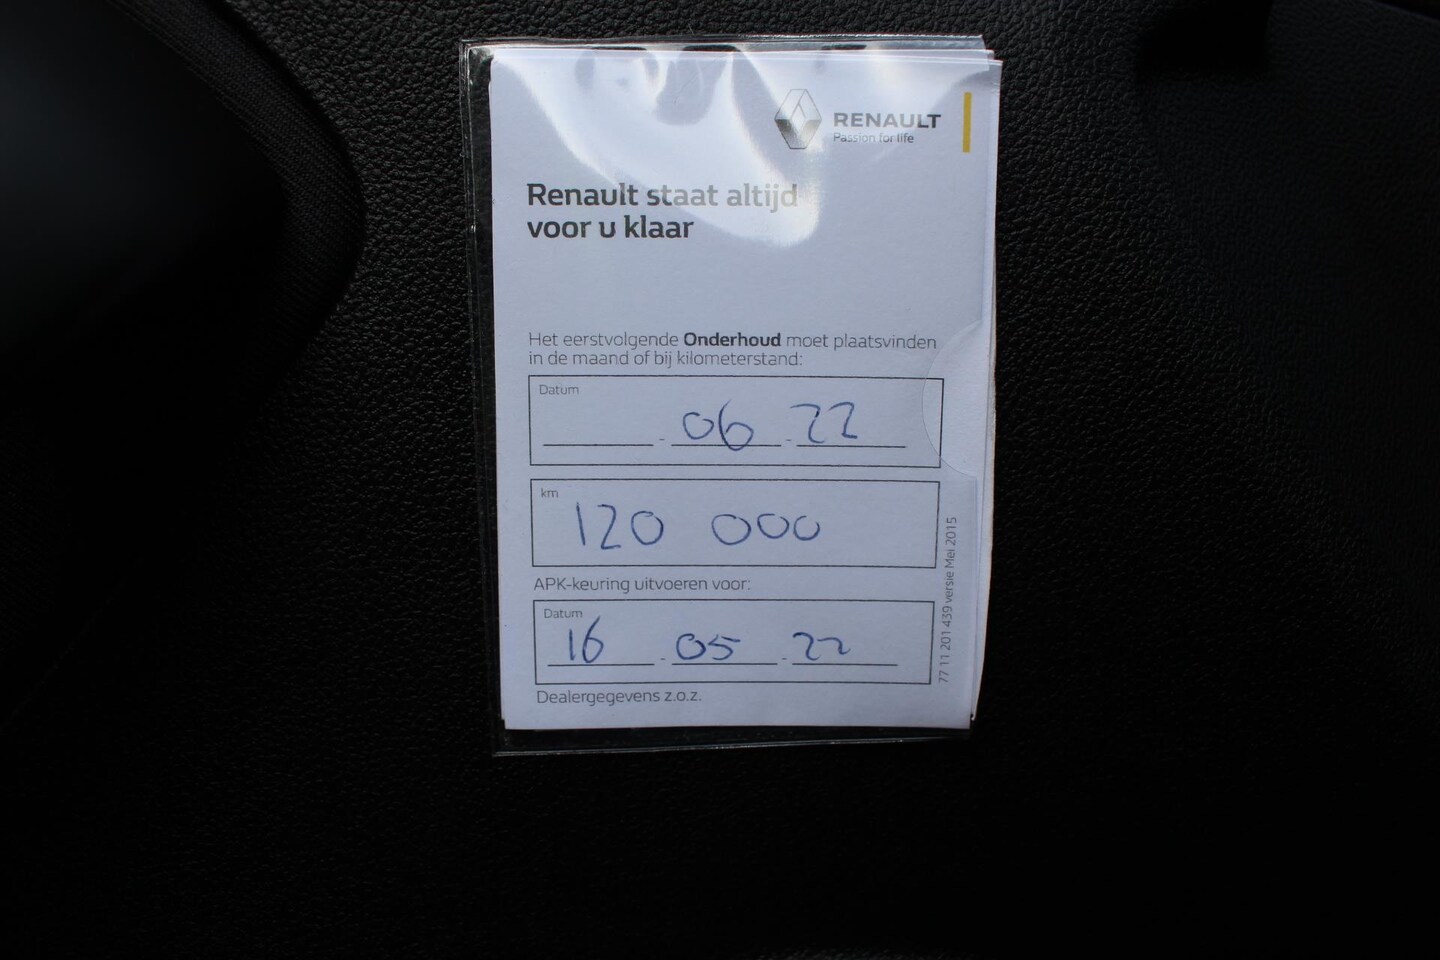 RENAULT
Passion for life
Renault staat altijd
voor u klaar
Het eerstvolgende Onderhoud moet plaatsvinden
in de maand of bij kilometerstand:
Datum
06 - 22
km
120 000
APK-keuring uitvoeren voor:
Datum
16 - 05 - 22
Dealergegevens z.o.z.
77 11 201 439 versie Mei 2015